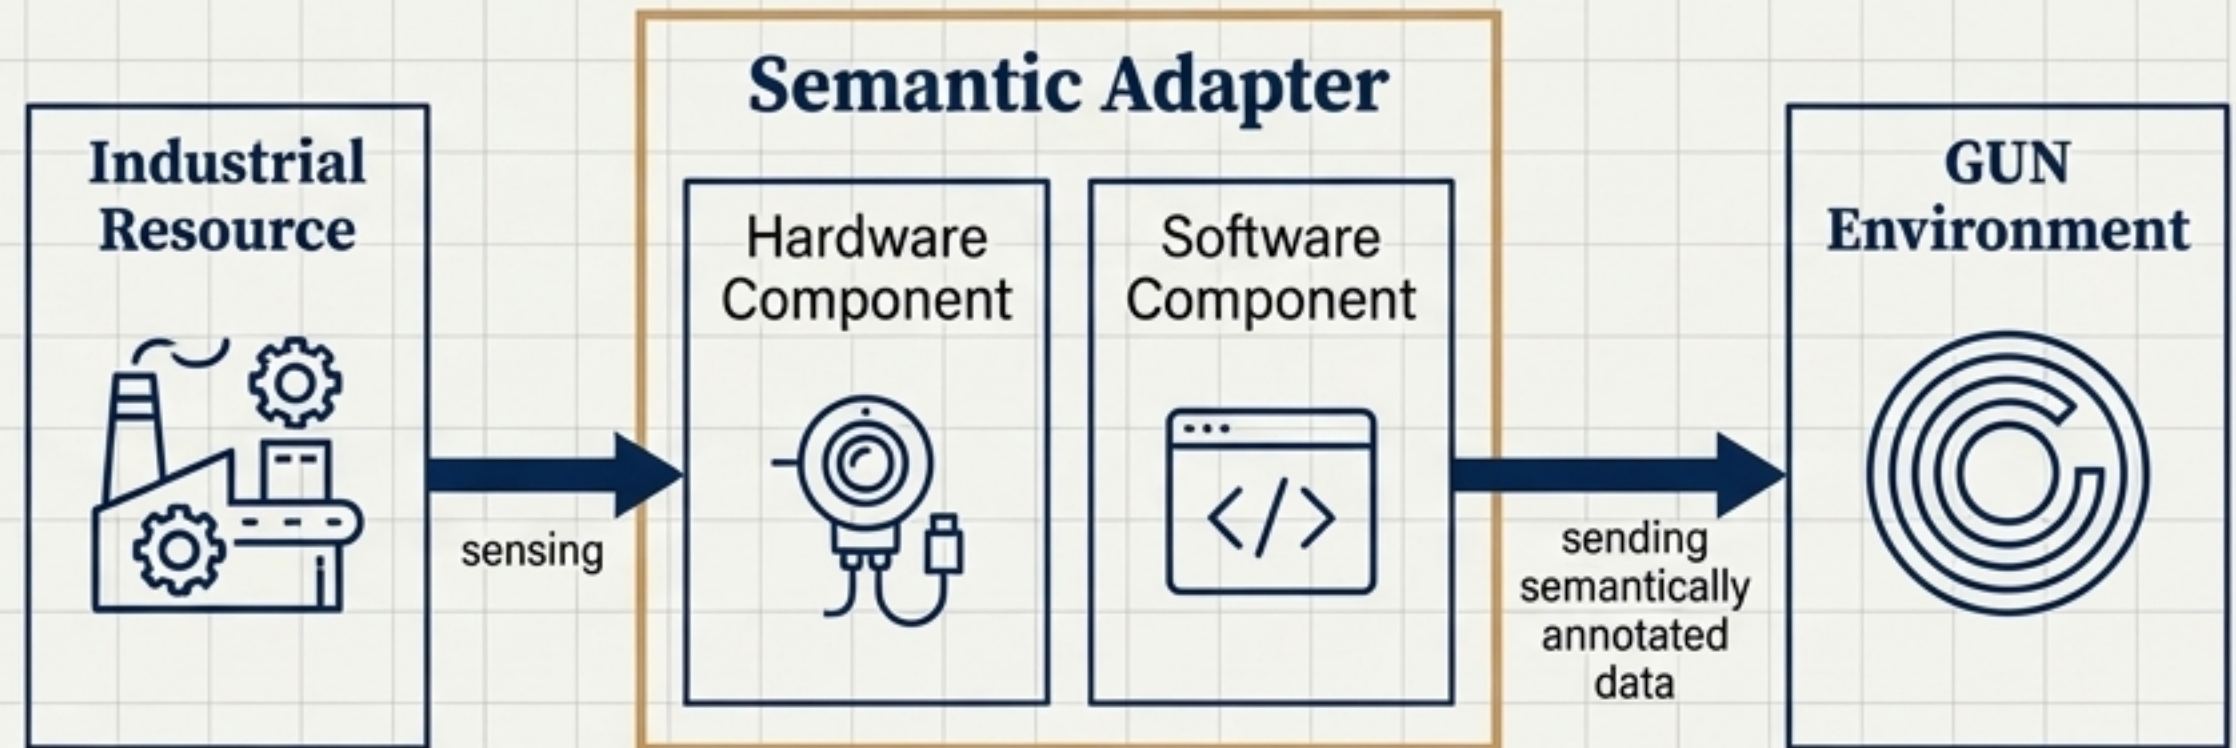 Semantic Adapter
Industrial
Resource
sensing
Hardware
Component
Software
Component
sending
semantically
annotated
data
GUN
Environment